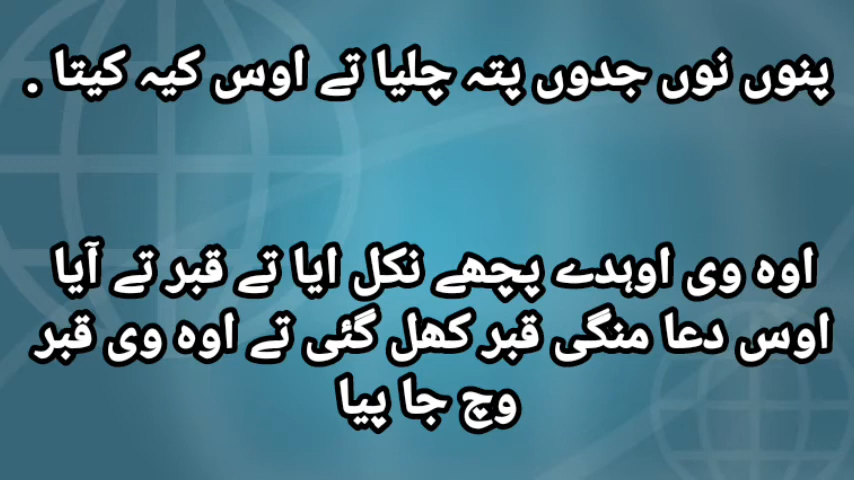 پنوں نوں جدوں پتہ چلیا تے اوس کیہ کیتا .
اوہ وی اوہدے پچھے نکل ایا تے قبر تے آیا
اوس دعا منگی قبر کھل گئی تے اوہ وی قبر
وچ جا پیا